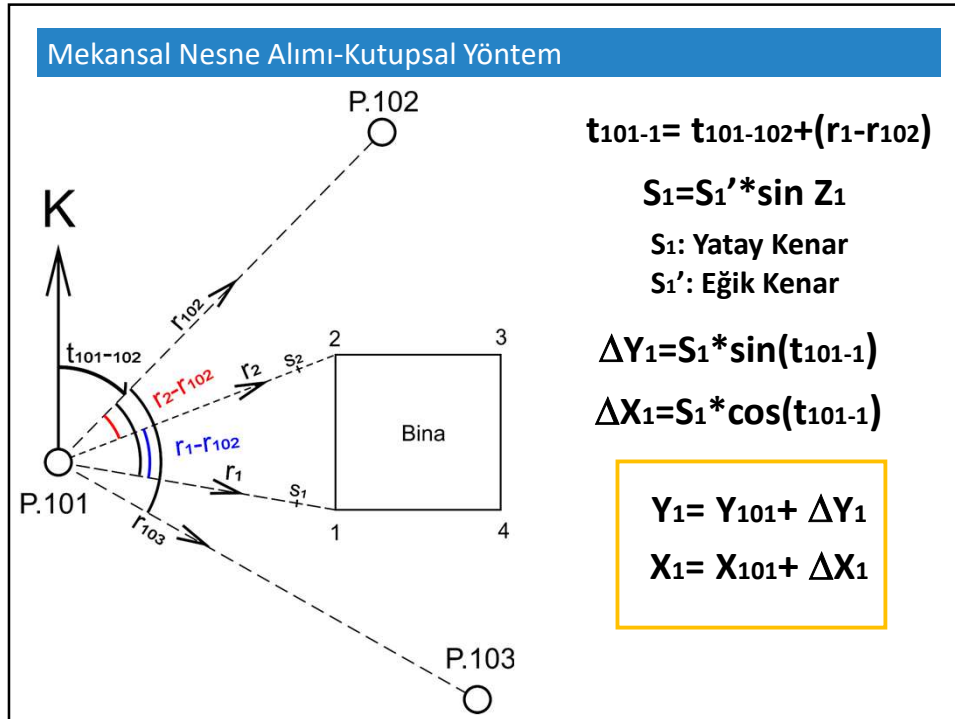 Mekansal Nesne Alımı-Kutupsal Yöntem
P.102
K
r102
t101-102
r2-r102
r2
S2
2
3
r1-r102
Bina
P.101
r1
S1
1
4
r103
P.103
t101-1= t101-102+(r1-r102)
S1=S1’*sin Z1
S1: Yatay Kenar
S1’: Eğik Kenar
ΔY1=S1*sin(t101-1)
ΔX1=S1*cos(t101-1)
Y1= Y101+ ΔY1
X1= X101+ ΔX1